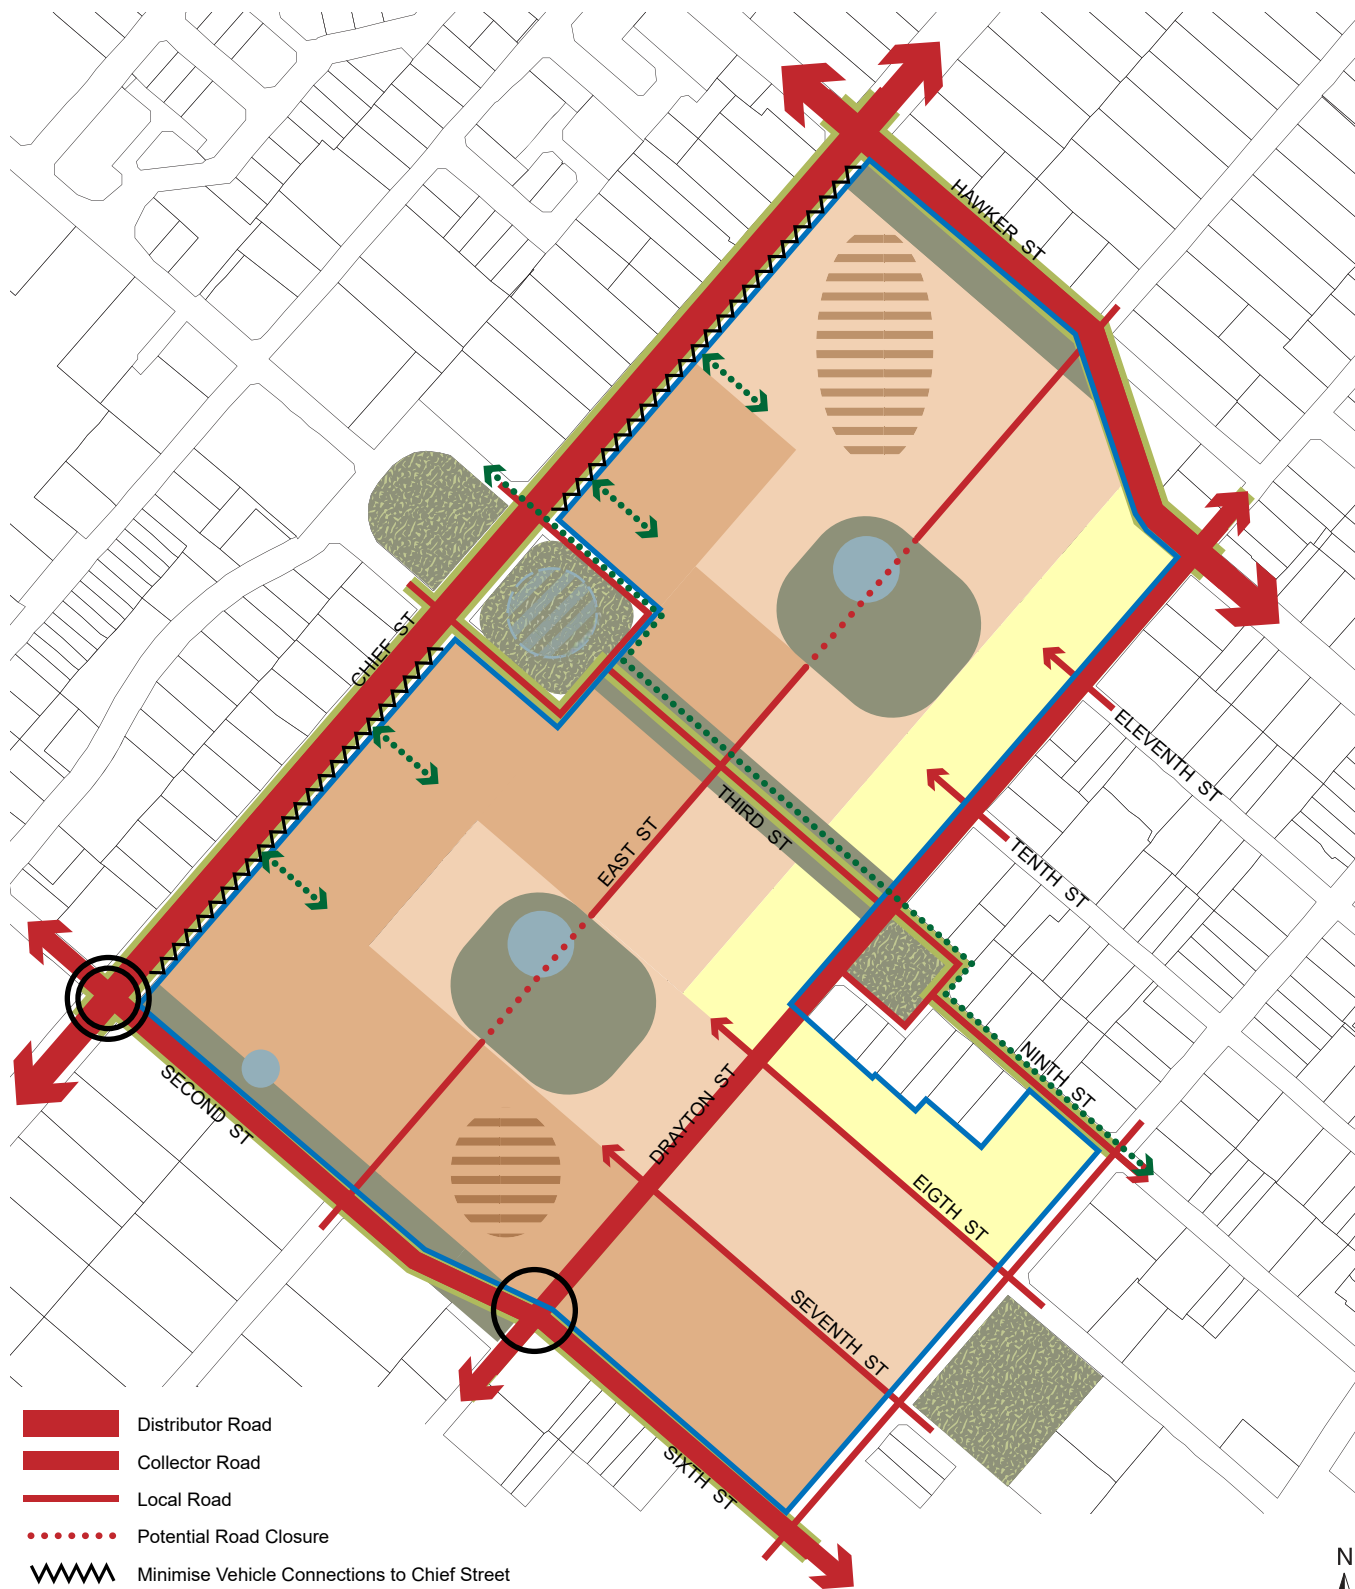 HAWKER ST
CHIEF ST
ELEVENTH ST
THIRD ST
EAST ST
TENTH ST
NINTH ST
SECOND ST
DRAYTON ST
EIGTH ST
SEVENTH ST
SIXTH ST
Distributor Road
Collector Road
Local Road
Potential Road Closure
Minimise Vehicle Connections to Chief Street
N